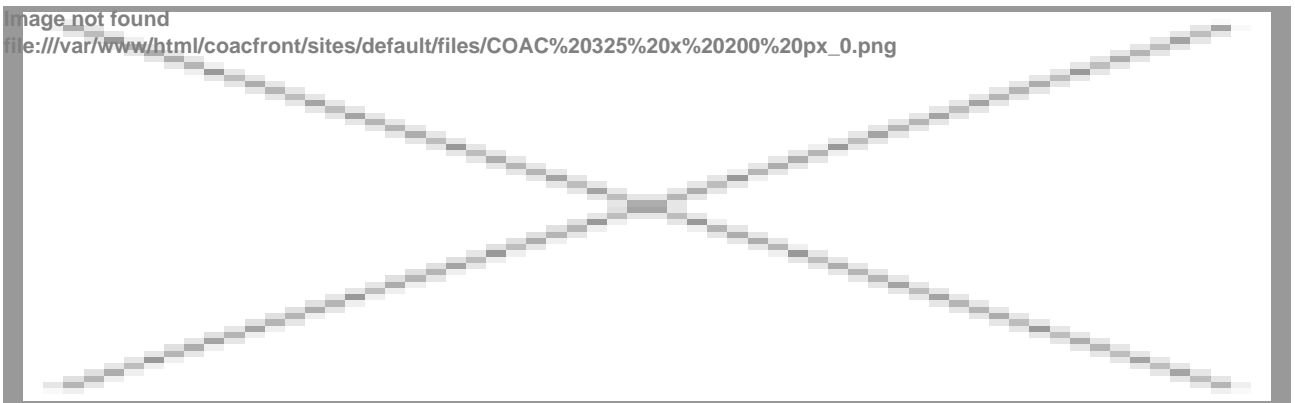 Image not found
file:///var/www/html/coacfront/sites/default/files/COAC%20325%20x%20200%20px_0.png